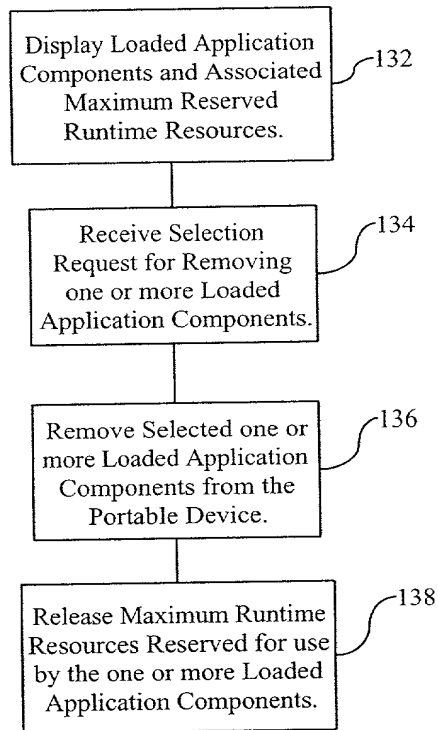 Display Loaded Application
Components and Associated
Maximum Reserved
Runtime Resources.
132
Receive Selection
Request for Removing
one or more Loaded
Application Components.
134
Remove Selected one or
more Loaded Application
Components from the
Portable Device.
136
Release Maximum Runtime
Resources Reserved for use
by the one or more Loaded
Application Components.
138